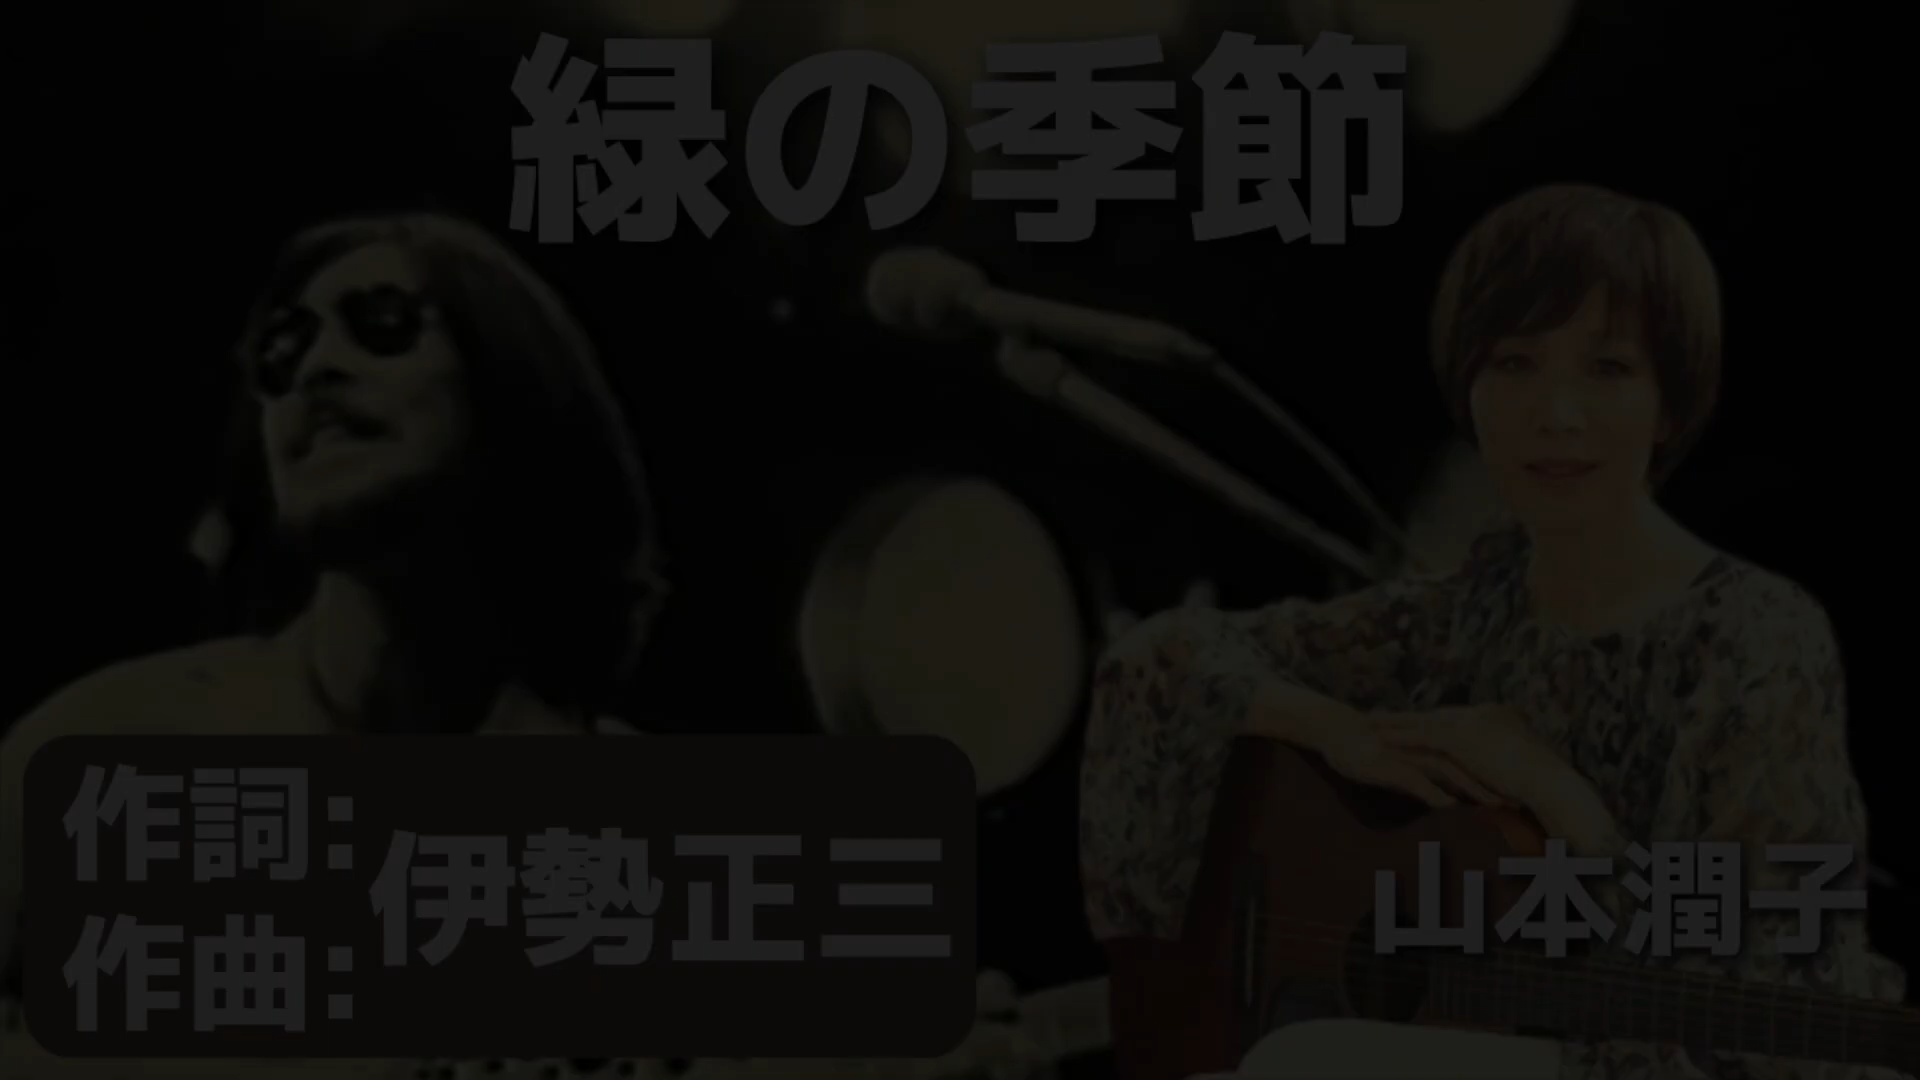 緑の季節
作詞:
作曲:
伊勢正三
山本潤子